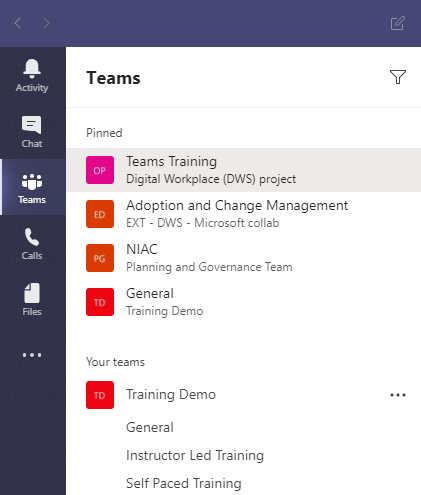 Teams
Activity
Chat
Teams
Calls
Files
Pinned
OP
Teams Training
Digital Workplace (DWS) project
ED
Adoption and Change Management
EXT - DWS - Microsoft collab
PG
NIAC
Planning and Governance Team
TD
General
Training Demo
Your teams
TD
Training Demo
General
Instructor Led Training
Self Paced Training